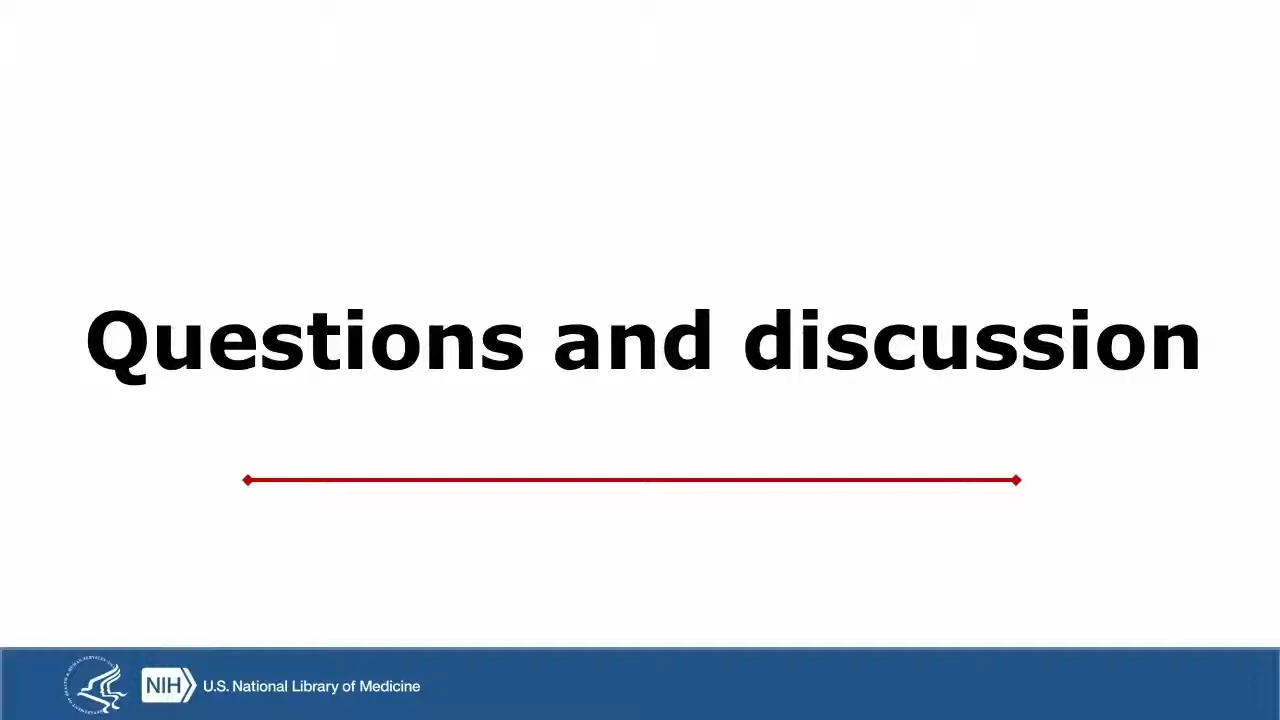 Questions and discussion
NIH U.S. National Library of Medicine